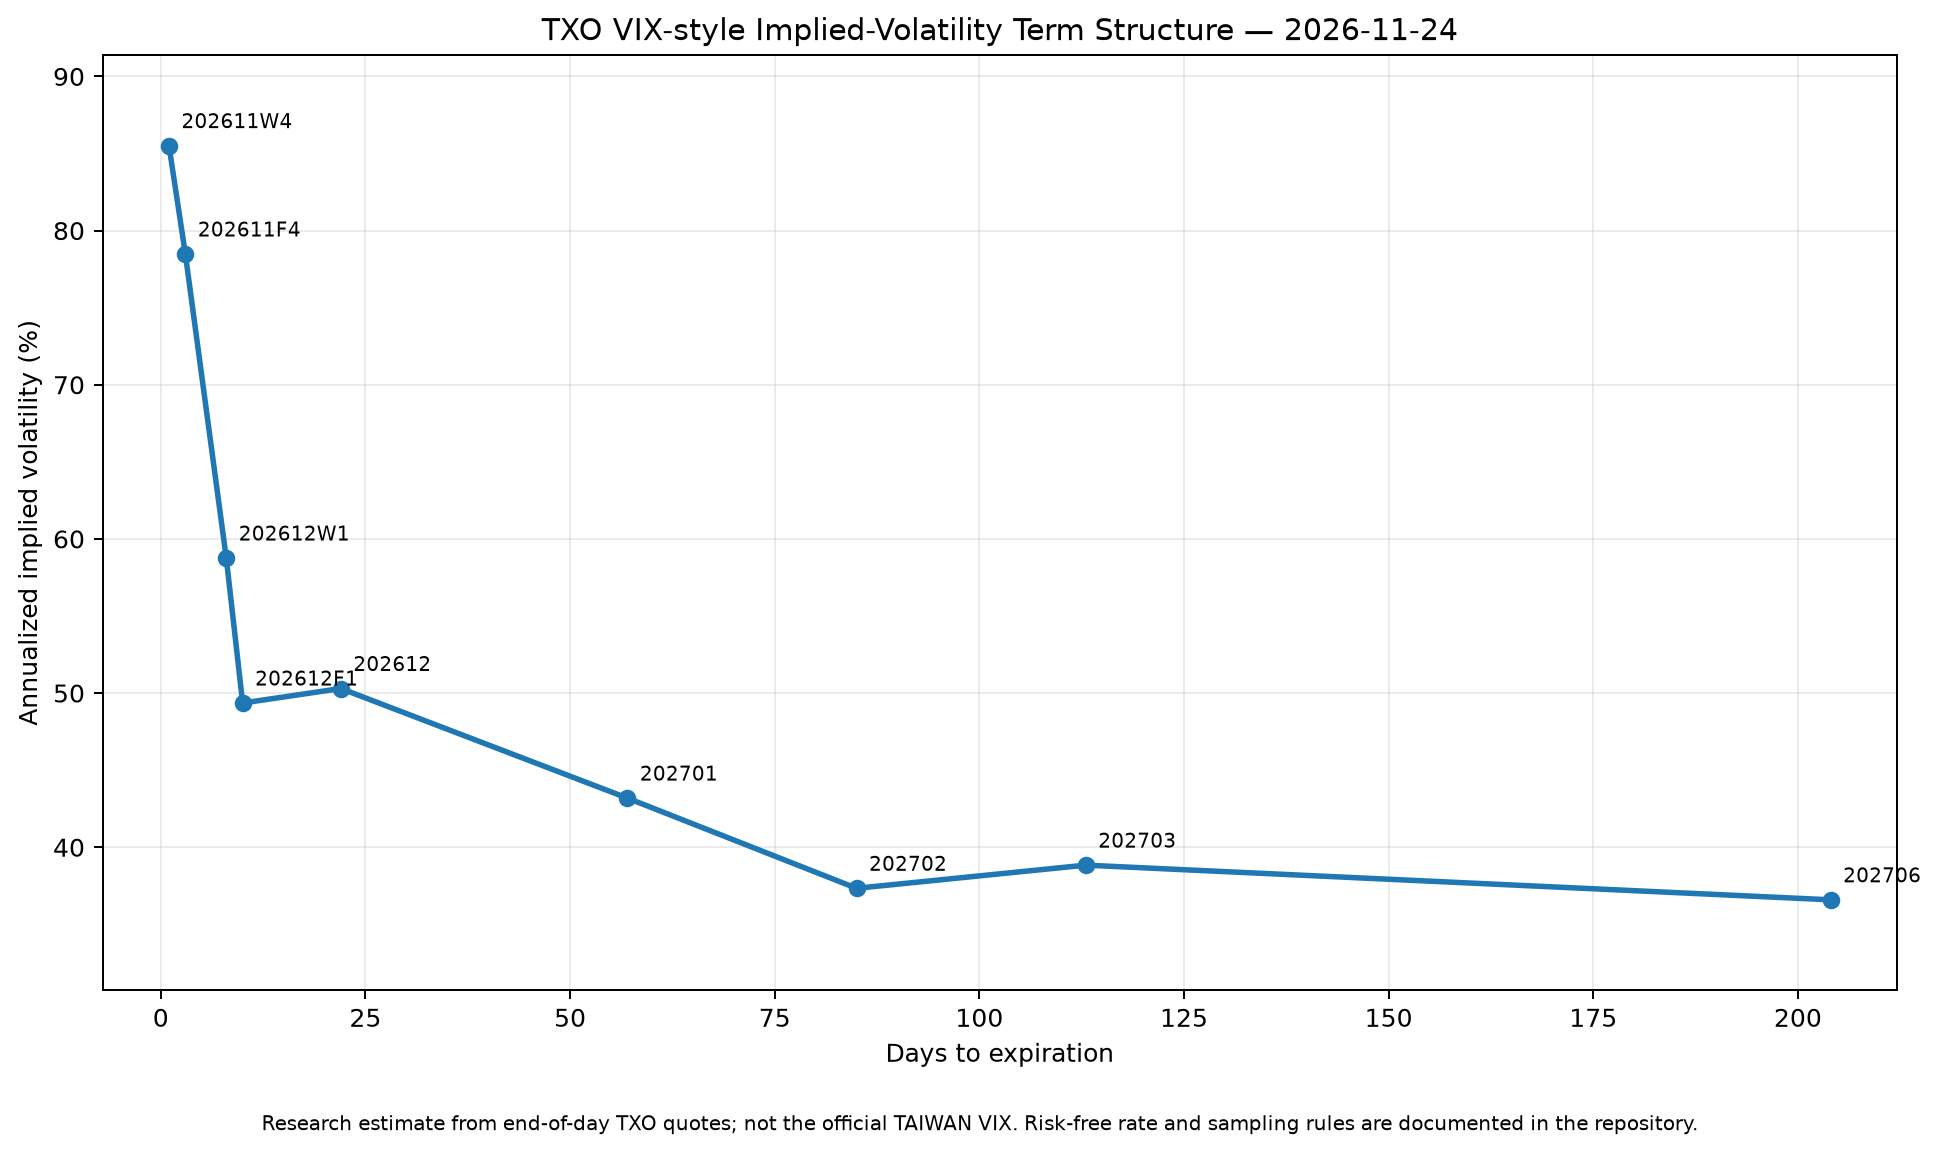 TXO VIX-style Implied-Volatility Term Structure — 2026-11-24
Annualized implied volatility (%)
90
80
70
60
50
40
202611W4
202611F4
202612W1
202612F1
202612
202701
202702
202703
202706
0 25 50 75 100 125 150 175 200
Days to expiration
Research estimate from end-of-day TXO quotes; not the official TAIWAN VIX. Risk-free rate and sampling rules are documented in the repository.